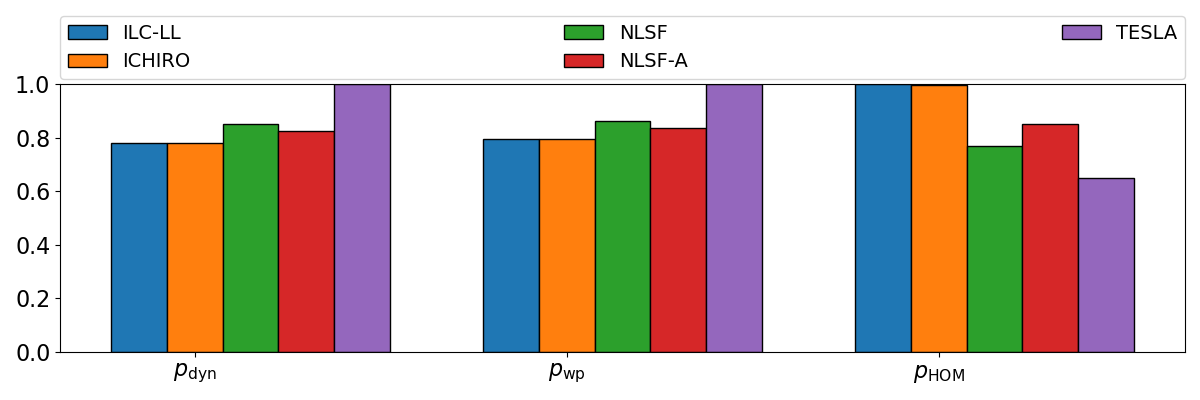 ILC-LL NLSF TESLA
ICHIRO NLSF-A
1.0
0.8
0.6
0.4
0.2
0.0
p_dyn p_wp p_HOM